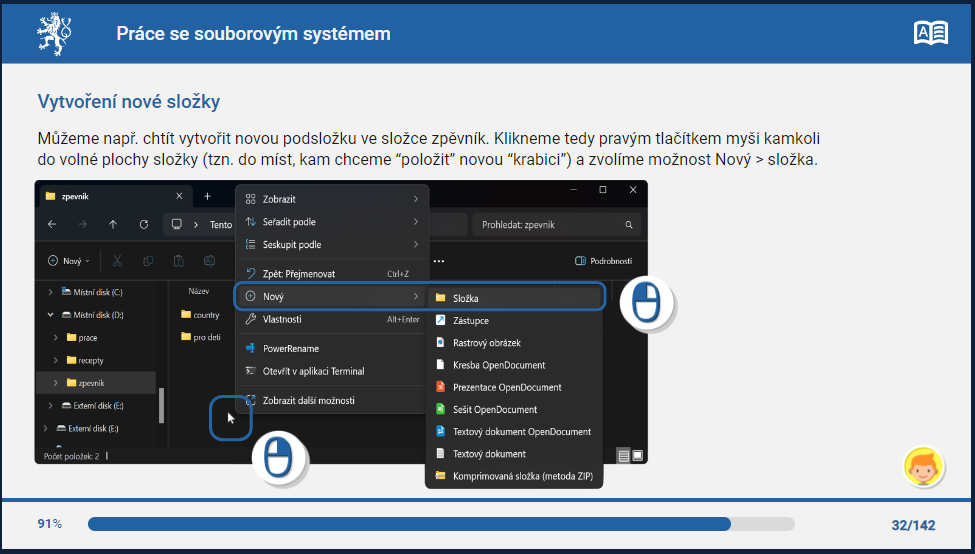 Práce se souborovým systémem
A
Vytvoření nové složky
Můžeme např. chtít vytvořit novou podsložku ve složce zpěvník. Klikneme tedy pravým tlačítkem myši kamkoli
do volné plochy složky (tzn. do míst, kam chceme “položit” novou “krabici”) a zvolíme možnost Nový > složka.
zpevnik
Tento
Prohledat: zpevnik
Nový
Podrobnosti
Místní disk (C:)
Místní disk (D:)
prace
recepty
zpevnik
Externí disk (E:)
Externí disk (E:)
Název
country
pro deti
Počet položek: 2
Zobrazit
Seřadit podle
Seskupit podle
Zpět: Přejmenovat Ctrl+Z
Nový
Vlastnosti Alt+Enter
PowerRename
Otevřít v aplikaci Terminal
Zobrazit další možnosti
Složka
Zástupce
Rastrový obrázek
Kresba OpenDocument
Prezentace OpenDocument
Sešit OpenDocument
Textový dokument OpenDocument
Textový dokument
Komprimovaná složka (metoda ZIP)
91%
32/142